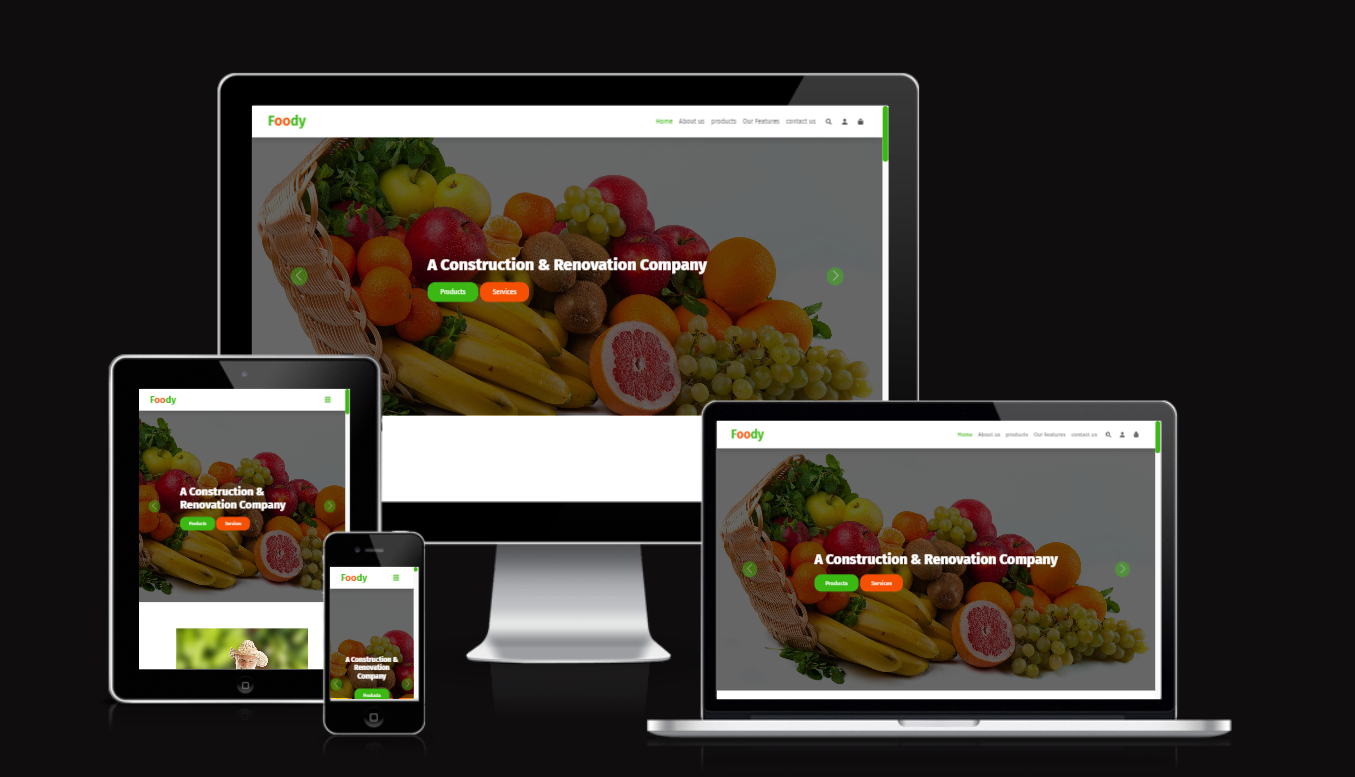 Foody
Home About us products Our Features contact us
A Construction & Renovation Company
Products Services
Foody
A Construction &
Renovation Company
Products Services
Foody
A Construction &
Renovation
Company
Products
Foody
Home About us products Our Features contact us
A Construction & Renovation Company
Products Services